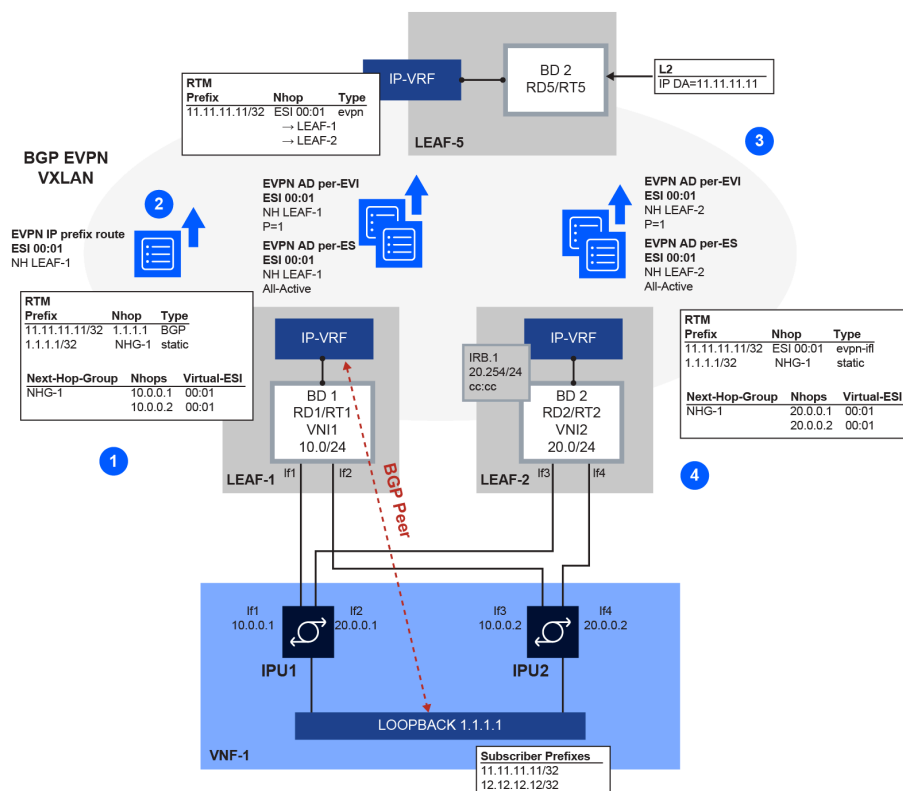 IP-VRF
BD 2
RD5/RT5
L2
IP DA=11.11.11.11
RTM
Prefix Nhop Type
11.11.11.11/32 ESI 00:01 evpn
→ LEAF-1
→ LEAF-2
LEAF-5
3
BGP EVPN
VXLAN
2
EVPN IP prefix route
ESI 00:01
NH LEAF-1
EVPN AD per-EVI
ESI 00:01
NH LEAF-1
P=1
EVPN AD per-ES
ESI 00:01
NH LEAF-1
All-Active
EVPN AD per-EVI
ESI 00:01
NH LEAF-2
P=1
EVPN AD per-ES
ESI 00:01
NH LEAF-2
All-Active
RTM
Prefix Nhop Type
11.11.11.11/32 1.1.1.1 BGP
1.1.1.1/32 NHG-1 static
Next-Hop-Group Nhops Virtual-ESI
NHG-1 10.0.0.1 00:01
10.0.0.2 00:01
1
IP-VRF
BD 1
RD1/RT1
VNI1
10.0/24
LEAF-1
If1
If2
IRB.1
20.254/24
cc:cc
IP-VRF
BD 2
RD2/RT2
VNI2
20.0/24
LEAF-2
If3
If4
RTM
Prefix Nhop Type
11.11.11.11/32 ESI 00:01 evpn-ifl
1.1.1.1/32 NHG-1 static
Next-Hop-Group Nhops Virtual-ESI
NHG-1 20.0.0.1 00:01
20.0.0.2 00:01
4
BGP Peer
If1
10.0.0.1
If2
20.0.0.1
IPU1
If3
10.0.0.2
If4
20.0.0.2
IPU2
LOOPBACK 1.1.1.1
VNF-1
Subscriber Prefixes
11.11.11.11/32
12.12.12.12/32